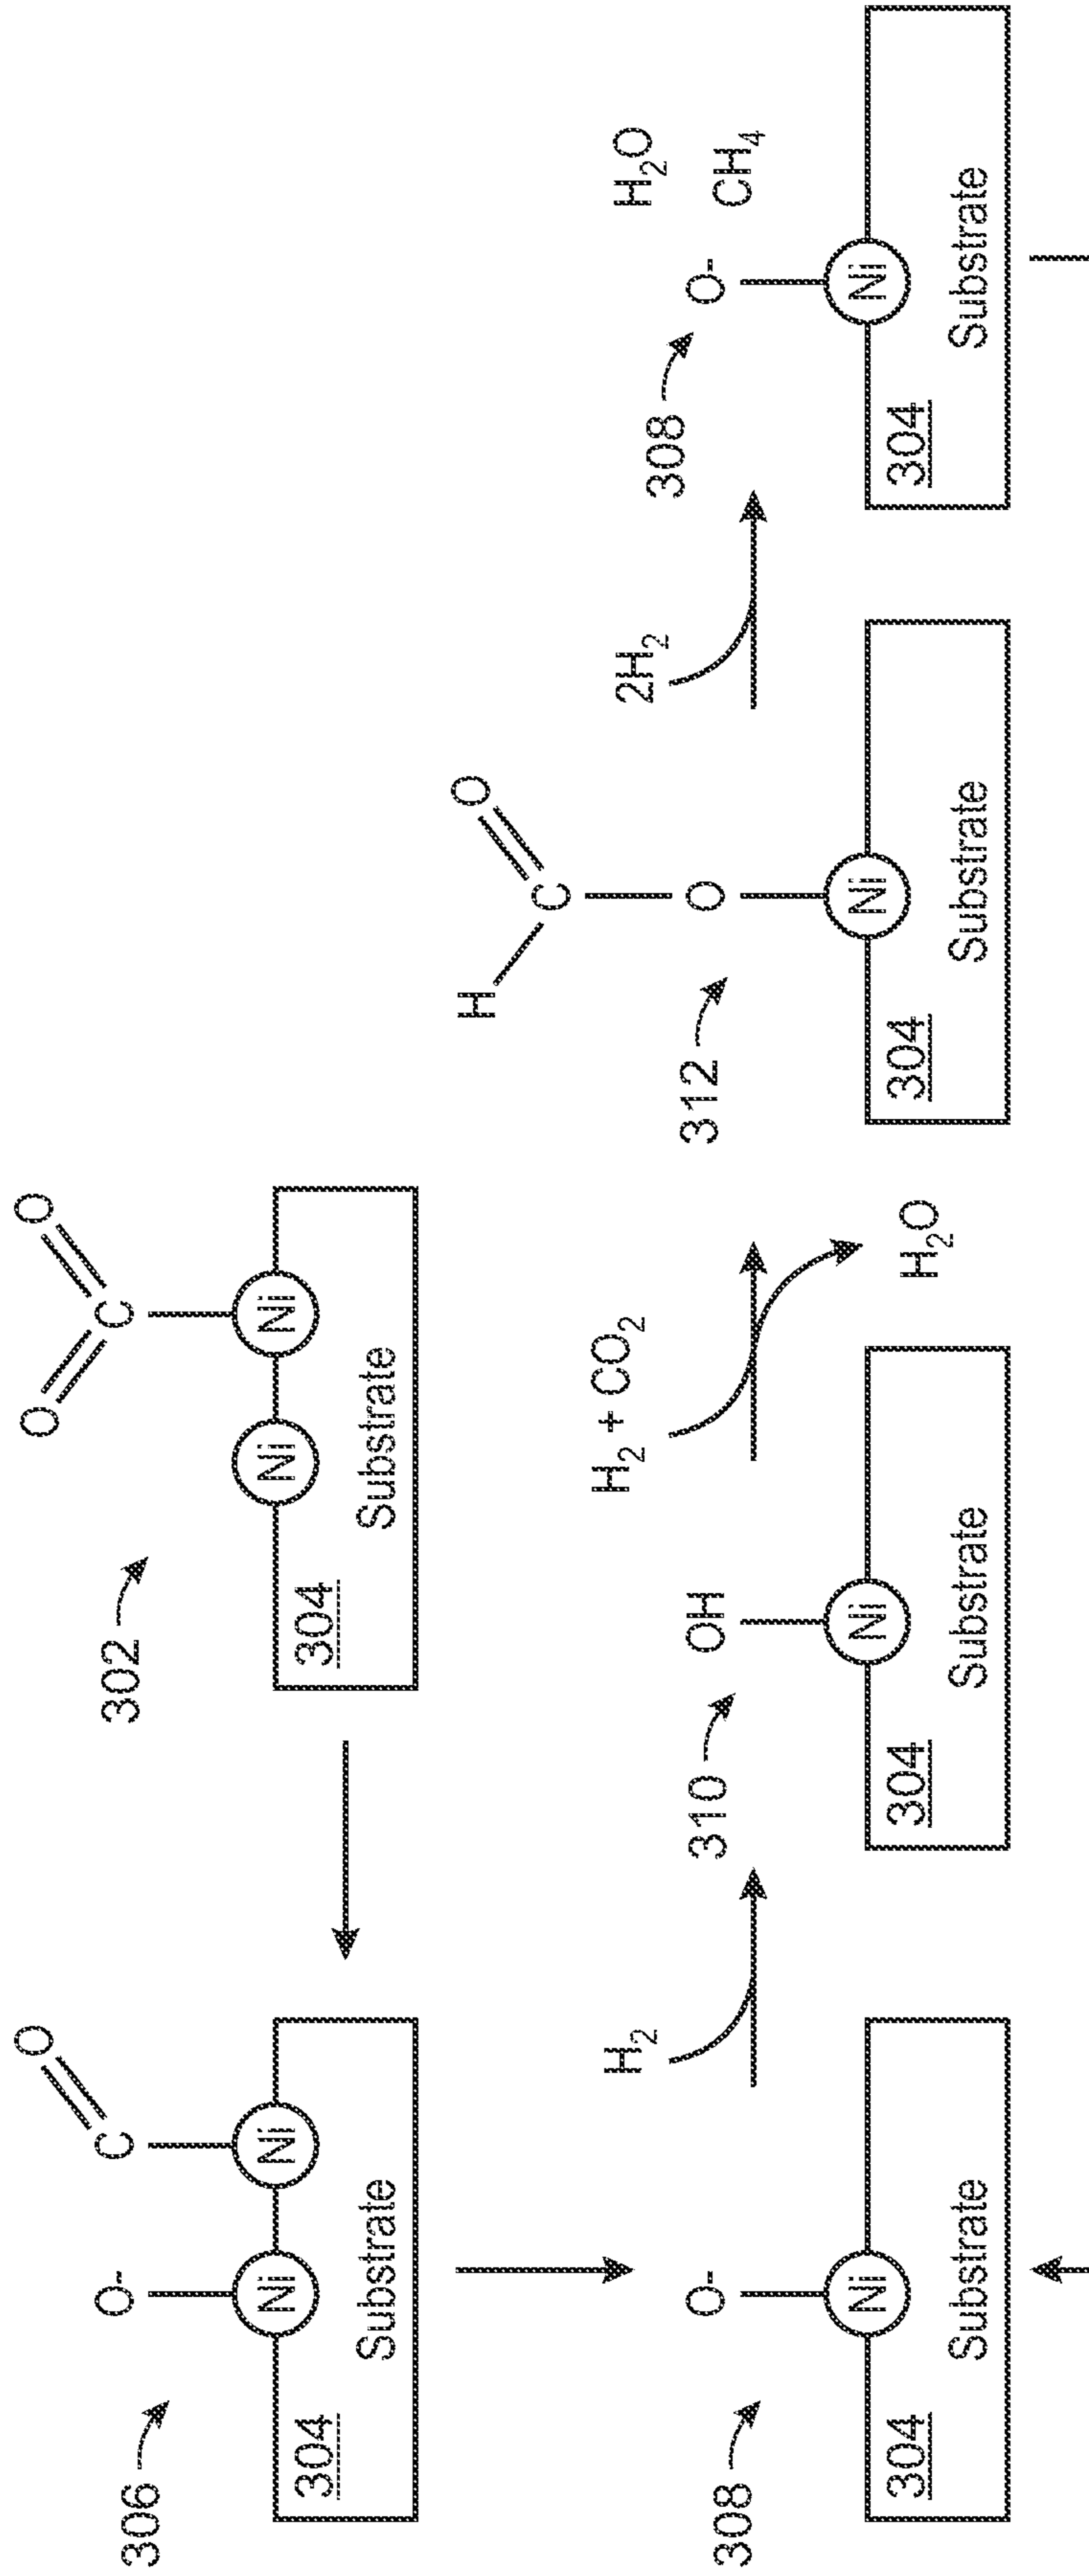 306
O-
C
O
Ni
Ni
304
Substrate
302
O
C
O
Ni
Ni
304
Substrate
308
O-
Ni
304
Substrate
H2
310
OH
Ni
304
Substrate
H2 + CO2
H2O
312
H
C
O
O
Ni
304
Substrate
2H2
308
O-
H2O
CH4
Ni
304
Substrate